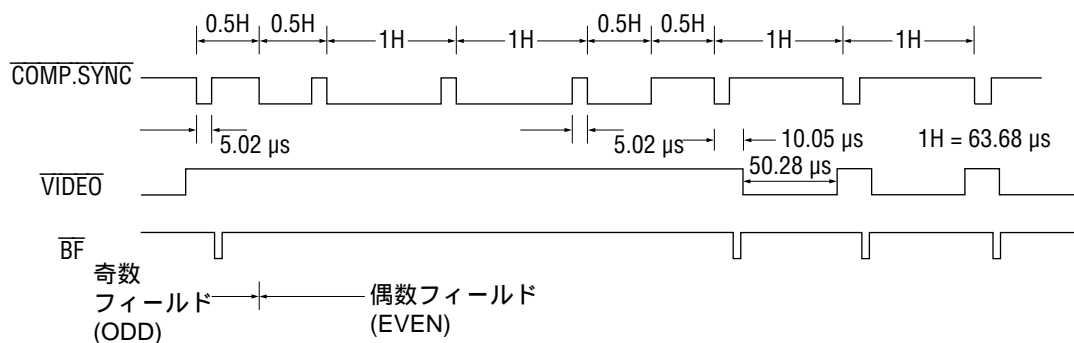 0.5H 0.5H 1H 1H 0.5H 0.5H 1H 1H
COMP.SYNC
5.02 µs 5.02 µs 10.05 µs 1H = 63.68 µs
50.28 µs
VIDEO
BF
奇数
フィールド
(ODD)
偶数フィールド
(EVEN)